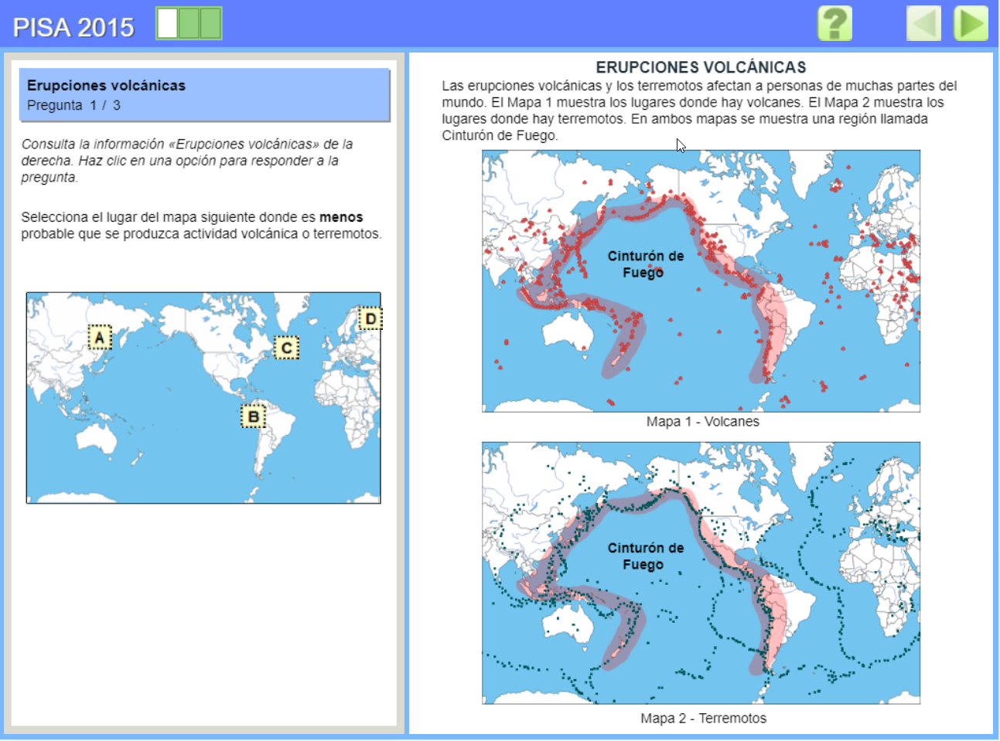 PISA 2015
?
Erupciones volcánicas
Pregunta 1 / 3
Consulta la información «Erupciones volcánicas» de la
derecha. Haz clic en una opción para responder a la
pregunta.
Selecciona el lugar del mapa siguiente donde es menos
probable que se produzca actividad volcánica o terremotos.
A
B
C
D
ERUPCIONES VOLCÁNICAS
Las erupciones volcánicas y los terremotos afectan a personas de muchas partes del
mundo. El Mapa 1 muestra los lugares donde hay volcanes. El Mapa 2 muestra los
lugares donde hay terremotos. En ambos mapas se muestra una región llamada
Cinturón de Fuego.
Cinturón de
Fuego
Mapa 1 - Volcanes
Cinturón de
Fuego
Mapa 2 - Terremotos